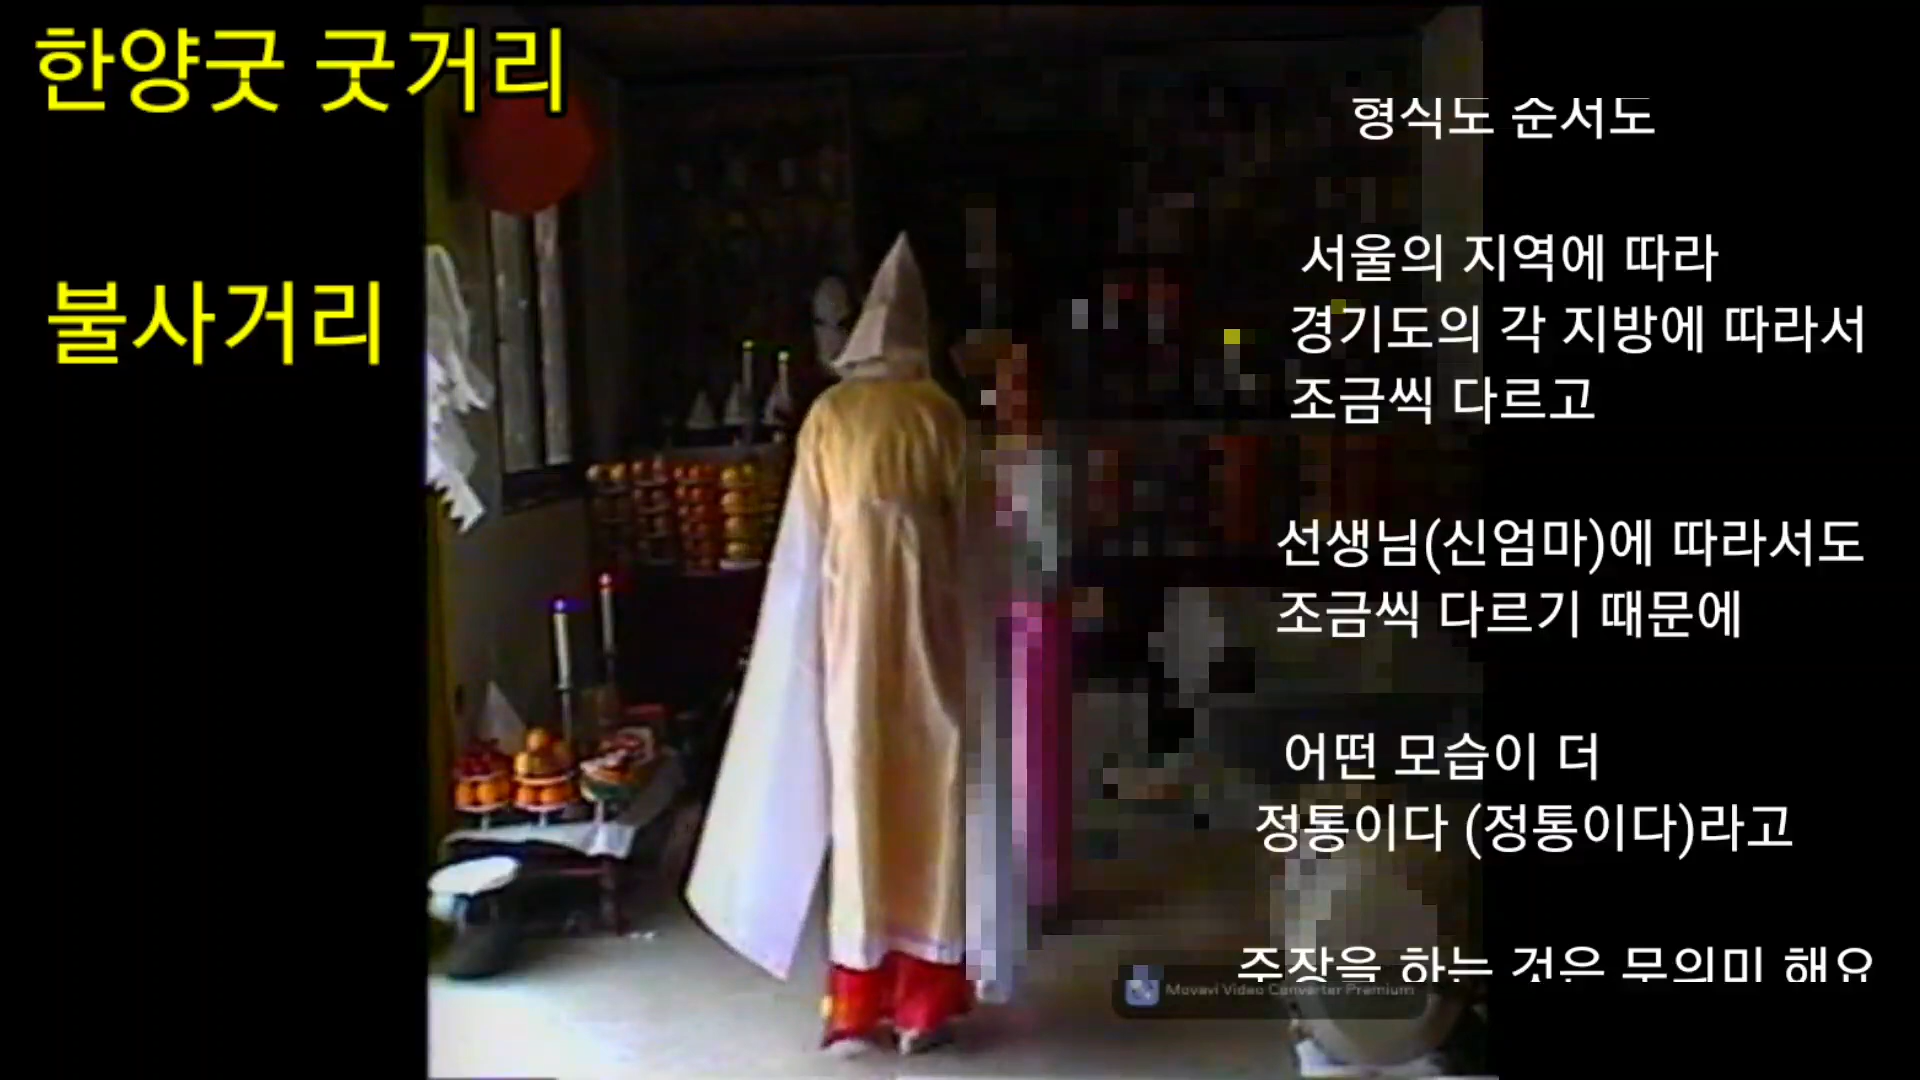 한양굿 굿거리
불사거리
형식도 순서도
서울의 지역에 따라
경기도의 각 지방에 따라서
조금씩 다르고
선생님(신엄마)에 따라서도
조금씩 다르기 때문에
어떤 모습이 더
정통이다 (정통이다)라고
주장을 하는 것은 무의미 해요
Movavi Video Converter Premium